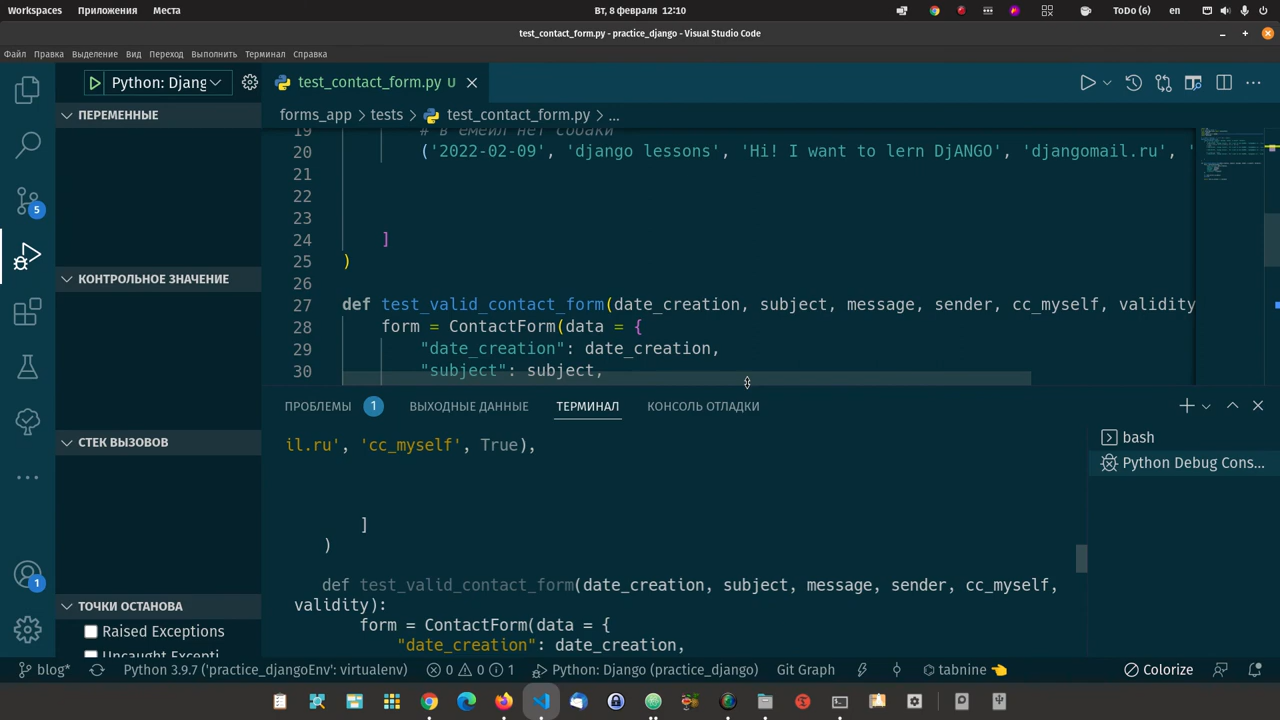 Workspaces Приложения Места Вт, 8 февраля 12:10 ToDo (6) en
test_contact_form.py - practice_django - Visual Studio Code
Файл Правка Выделение Вид Переход Выполнить Терминал Справка
Python: Djang test_contact_form.py U
ПЕРЕМЕННЫЕ
forms_app > tests > test_contact_form.py > ...
19 # в емейл нет собаки
20 ('2022-02-09', 'django lessons', 'Hi! I want to lern DjANGO', 'djangomail.ru', '
21
22
23
24 ]
25 )
26
27 def test_valid_contact_form(date_creation, subject, message, sender, cc_myself, validity
28 form = ContactForm(data = {
29 "date_creation": date_creation,
30 "subject": subject,
5
КОНТРОЛЬНОЕ ЗНАЧЕНИЕ
СТЕК ВЫЗОВОВ
1
ТОЧКИ ОСТАНОВА
Raised Exceptions
Uncaught Excepti
ПРОБЛЕМЫ 1 ВЫХОДНЫЕ ДАННЫЕ ТЕРМИНАЛ КОНСОЛЬ ОТЛАДКИ
il.ru', 'cc_myself', True),
]
)
def test_valid_contact_form(date_creation, subject, message, sender, cc_myself,
validity):
form = ContactForm(data = {
"date_creation": date_creation,
bash
Python Debug Cons...
blog* Python 3.9.7 ('practice_djangoEnv': virtualenv) 0 0 1 Python: Django (practice_django) Git Graph tabnine Colorize